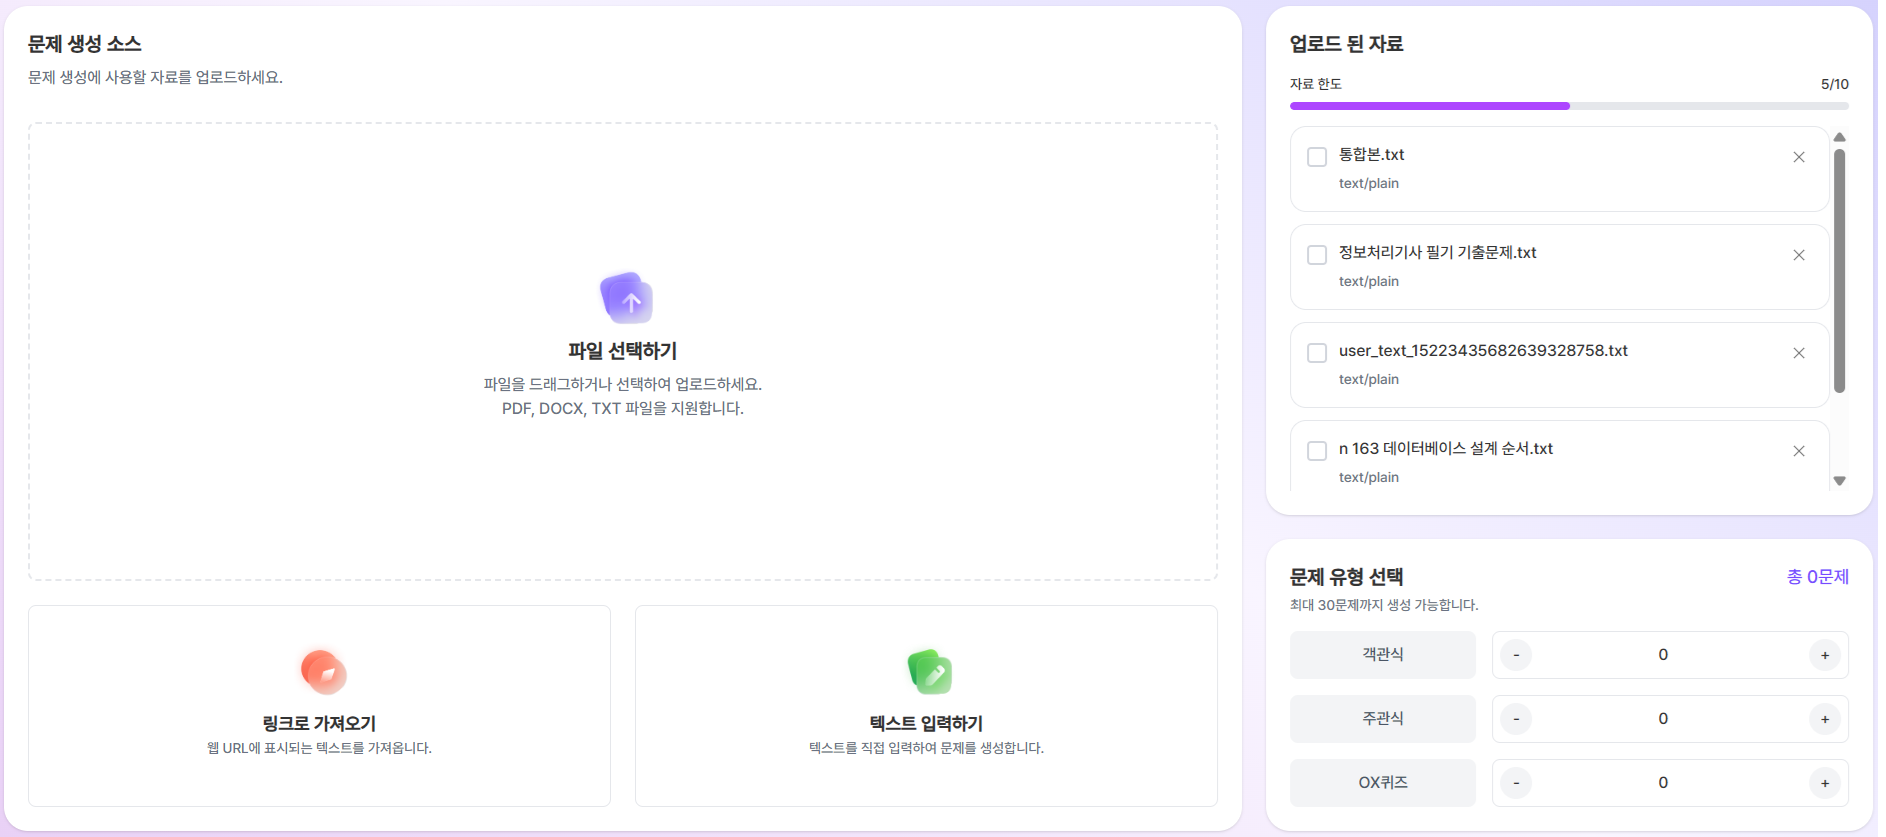 문제 생성 소스
문제 생성에 사용할 자료를 업로드하세요.
파일 선택하기
파일을 드래그하거나 선택하여 업로드하세요.
PDF, DOCX, TXT 파일을 지원합니다.
링크로 가져오기
웹 URL에 표시되는 텍스트를 가져옵니다.
텍스트 입력하기
텍스트를 직접 입력하여 문제를 생성합니다.
업로드 된 자료
자료 한도 5/10
통합본.txt
text/plain
정보처리기사 필기 기출문제.txt
text/plain
user_text_15223435682639328758.txt
text/plain
n 163 데이터베이스 설계 순서.txt
text/plain
문제 유형 선택 총 0문제
최대 30문제까지 생성 가능합니다.
객관식 - 0 +
주관식 - 0 +
OX퀴즈 - 0 +